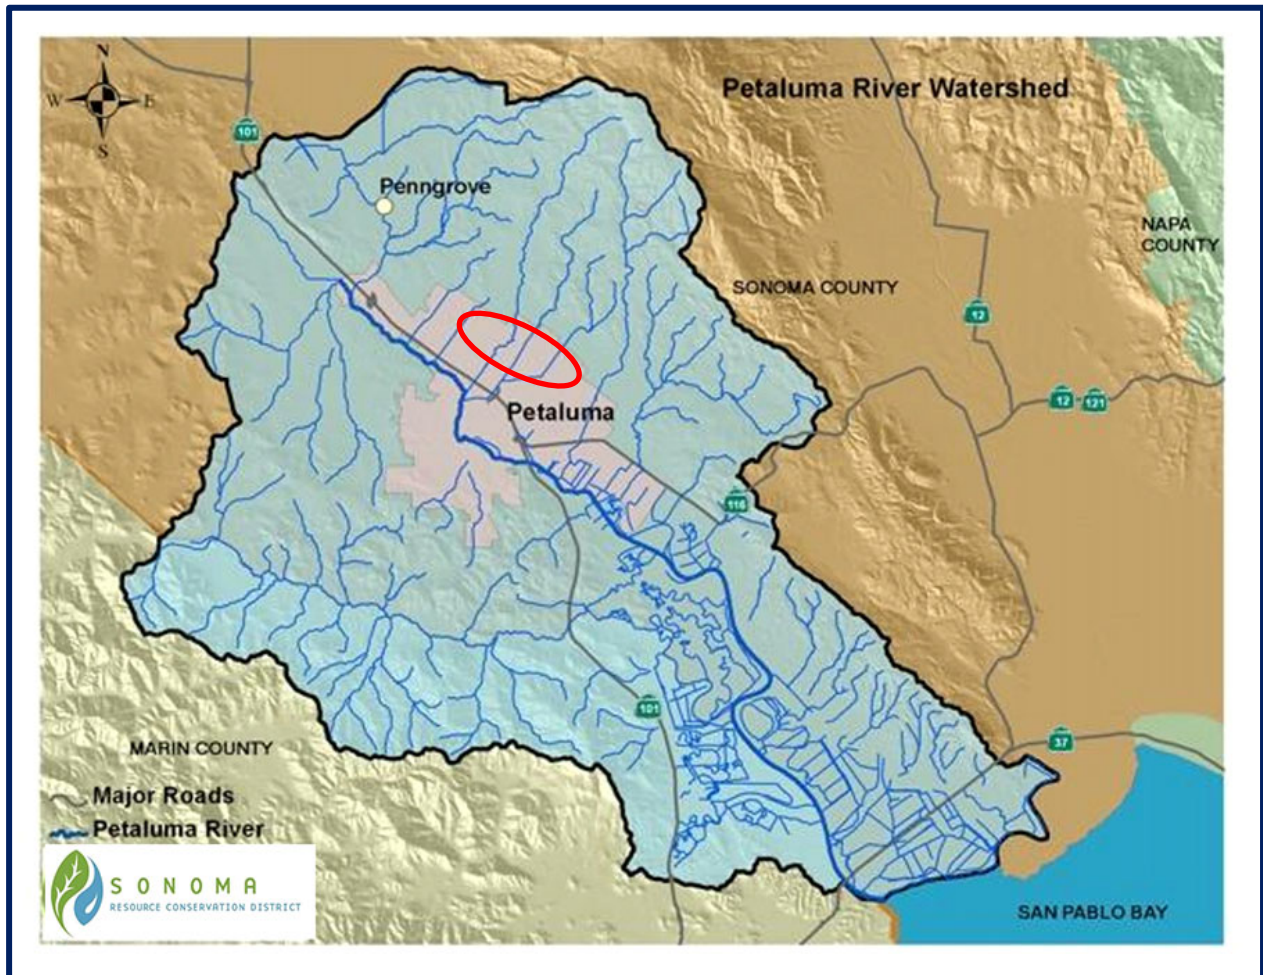 Petaluma River Watershed
N
W
E
S
101
Penngrove
NAPA
COUNTY
SONOMA COUNTY
12
12
121
Petaluma
116
101
37
MARIN COUNTY
Major Roads
Petaluma River
SONOMA
RESOURCE CONSERVATION DISTRICT
SAN PABLO BAY